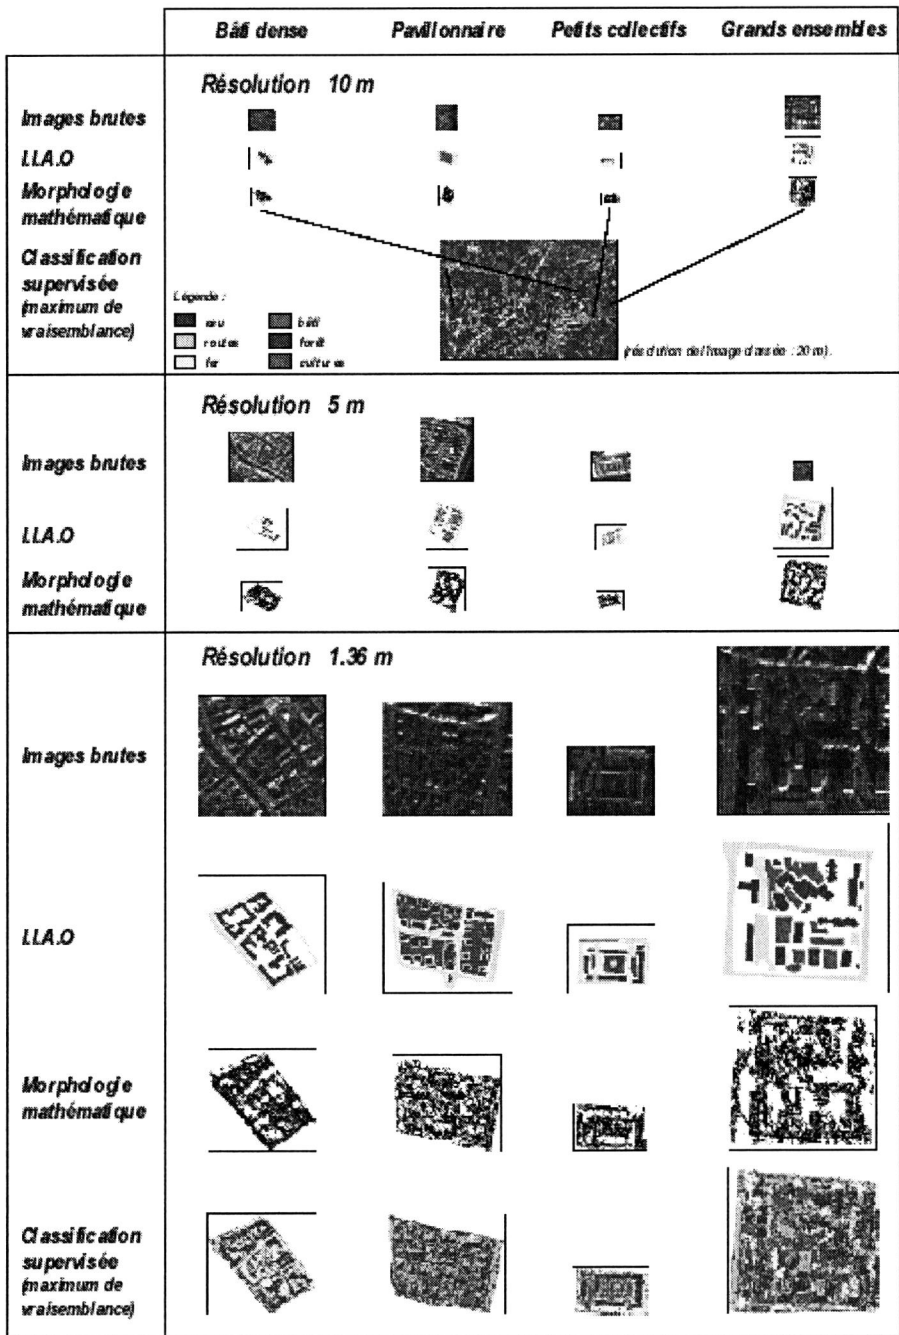 Bâti dense Pavillonnaire Petits collectifs Grands ensembles
Résolution 10 m
Images brutes
I.I.A.O
Morphologie
mathématique
Classification
supervisée
(maximum de
vraisemblance)
Légende :
eau bâti
routes forêt
fer cultures
(résolution de l'image classée : 20 m).
Résolution 5 m
Images brutes
I.I.A.O
Morphologie
mathématique
Résolution 1.36 m
Images brutes
I.I.A.O
Morphologie
mathématique
Classification
supervisée
(maximum de
vraisemblance)